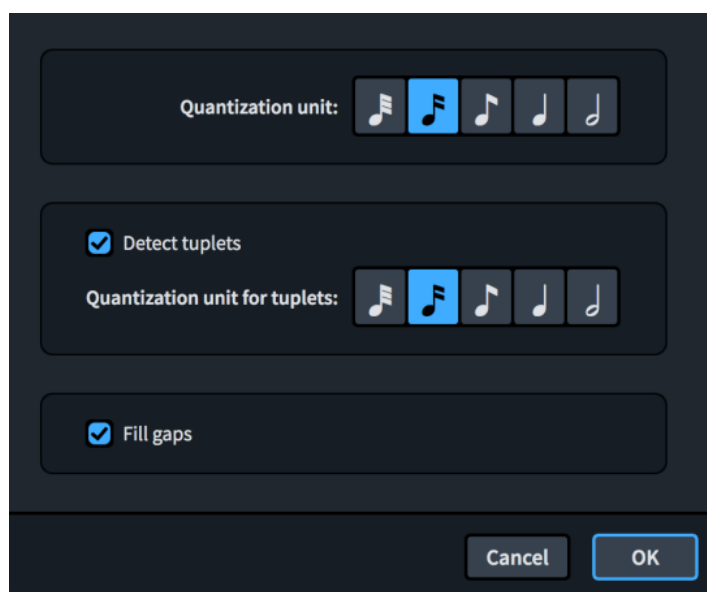 Quantization unit:
Detect tuplets
Quantization unit for tuplets:
Fill gaps
Cancel OK